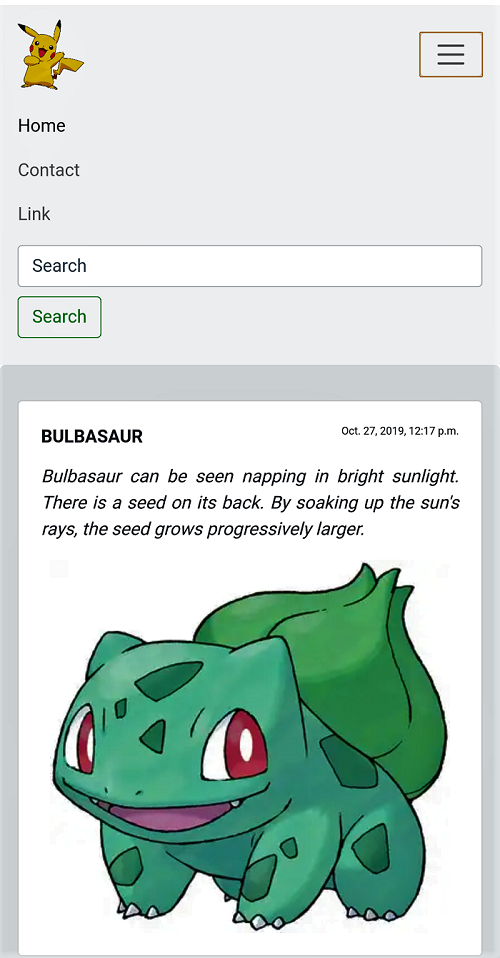 Home
Contact
Link
Search
Search
BULBASAUR
Oct. 27, 2019, 12:17 p.m.
Bulbasaur can be seen napping in bright sunlight.
There is a seed on its back. By soaking up the sun's
rays, the seed grows progressively larger.